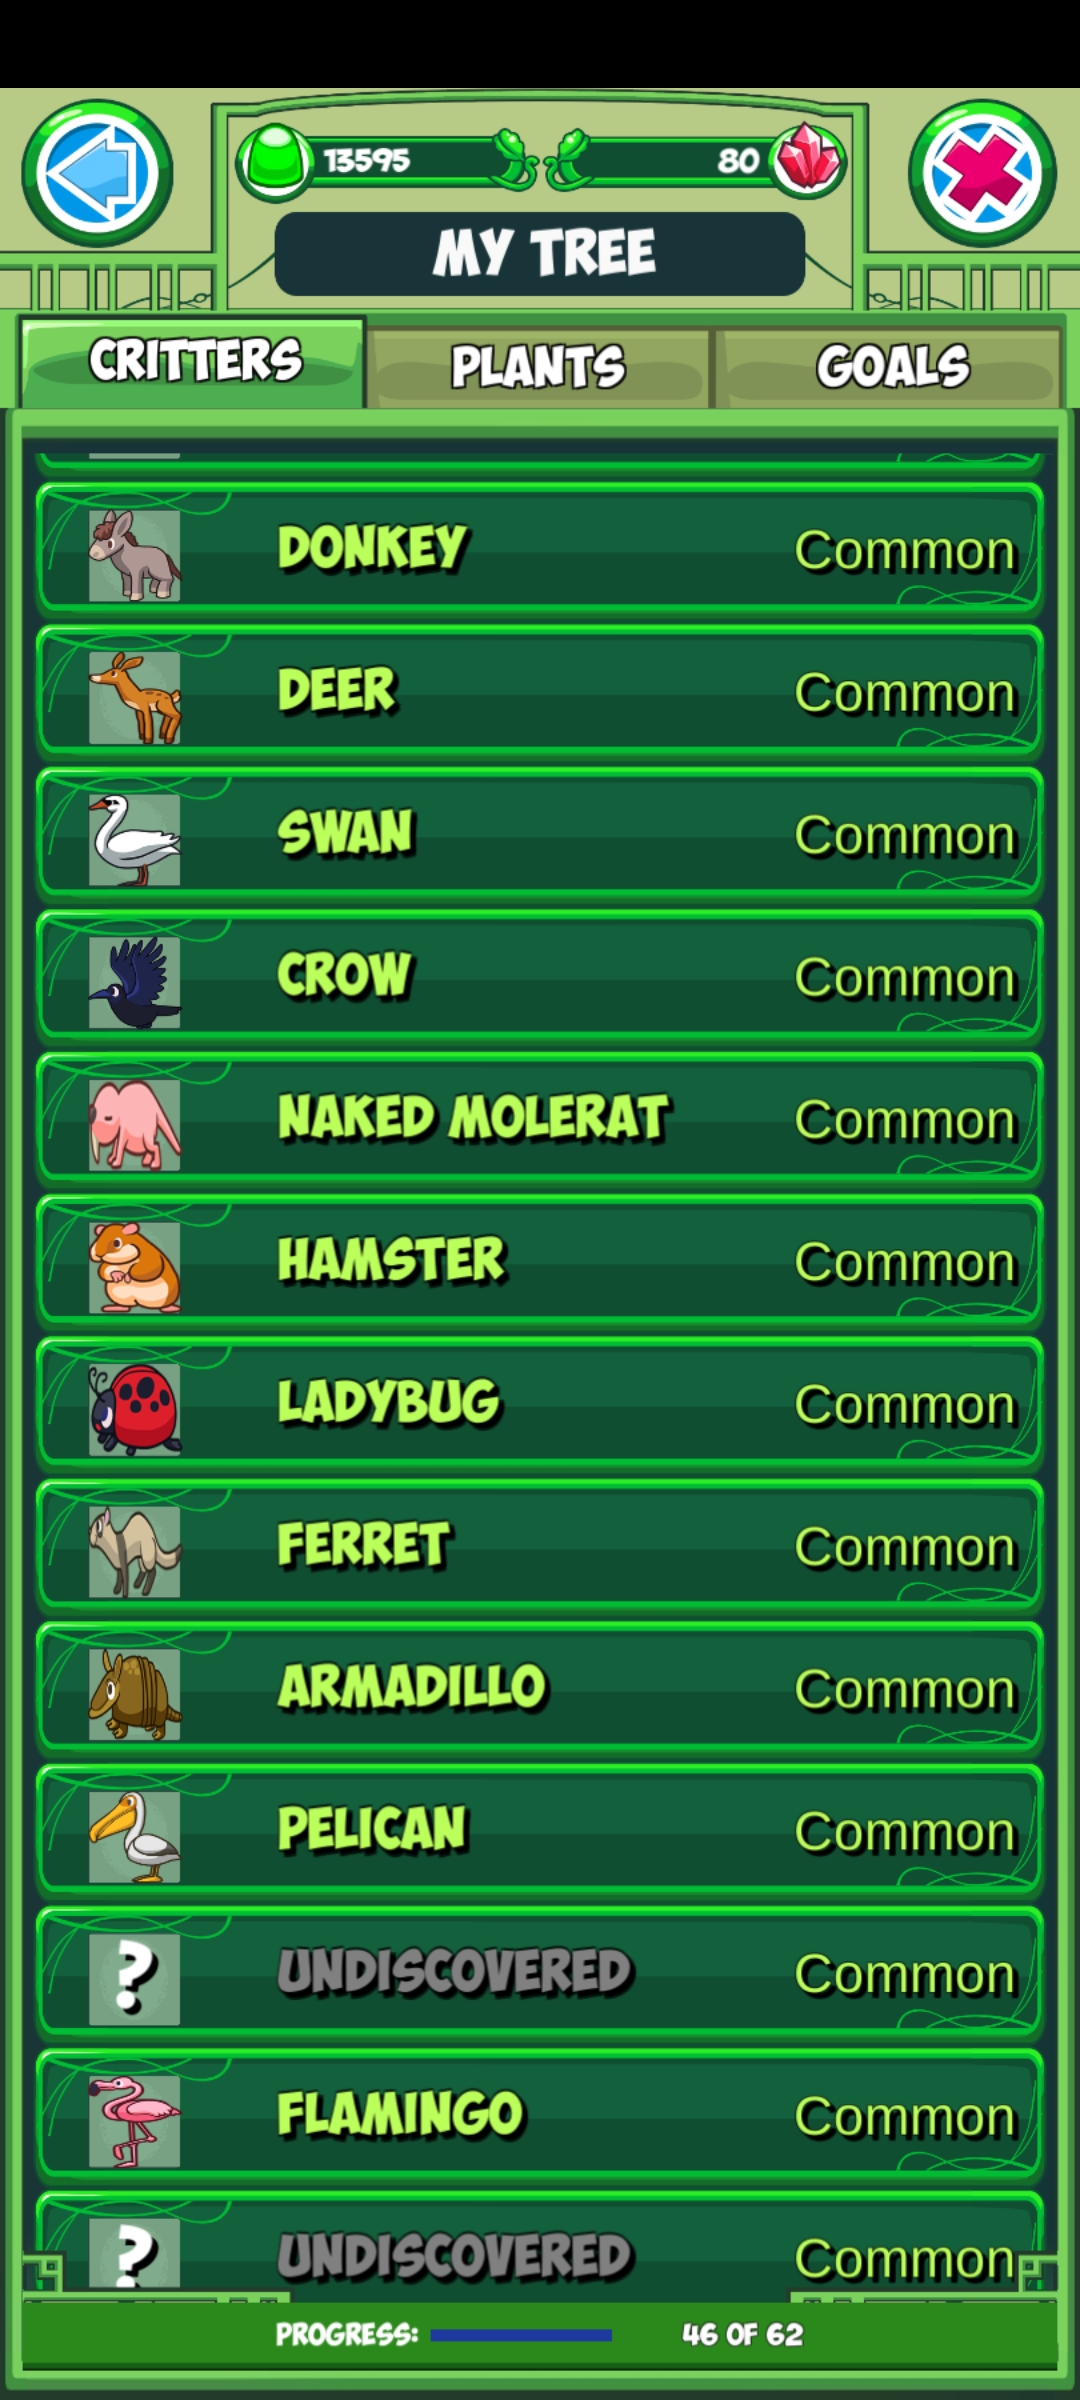 13595
80
MY TREE
CRITTERS
PLANTS
GOALS
DONKEY Common
DEER Common
SWAN Common
CROW Common
NAKED MOLERAT Common
HAMSTER Common
LADYBUG Common
FERRET Common
ARMADILLO Common
PELICAN Common
? UNDISCOVERED Common
FLAMINGO Common
? UNDISCOVERED Common
PROGRESS: 46 OF 62